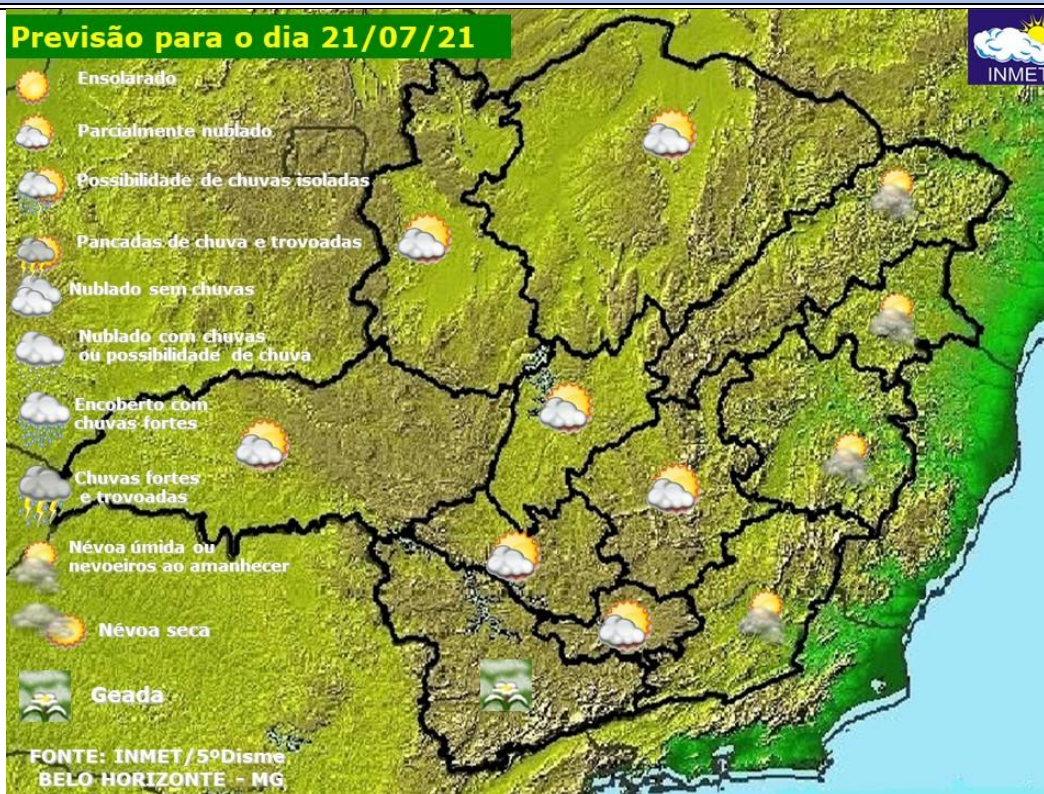 Previsão para o dia 21/07/21
INMET
Ensolarado
Parcialmente nublado
Possibilidade de chuvas isoladas
Pancadas de chuva e trovoadas
Nublado sem chuvas
Nublado com chuvas
ou possibilidade de chuva
Encoberto com
chuvas fortes
Chuvas fortes
e trovoadas
Névoa úmida ou
nevoeiros ao amanhecer
Névoa seca
Geada
FONTE: INMET/5ºDisme
BELO HORIZONTE - MG